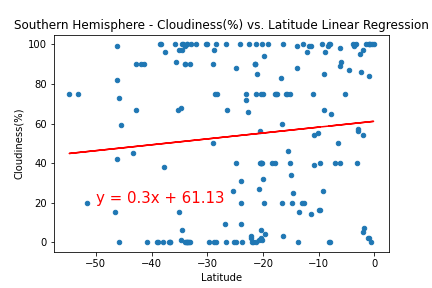 Southern Hemisphere - Cloudiness(%) vs. Latitude Linear Regression
100
80
60
40
20
0
Cloudiness(%)
y = 0.3x + 61.13
−50 −40 −30 −20 −10 0
Latitude